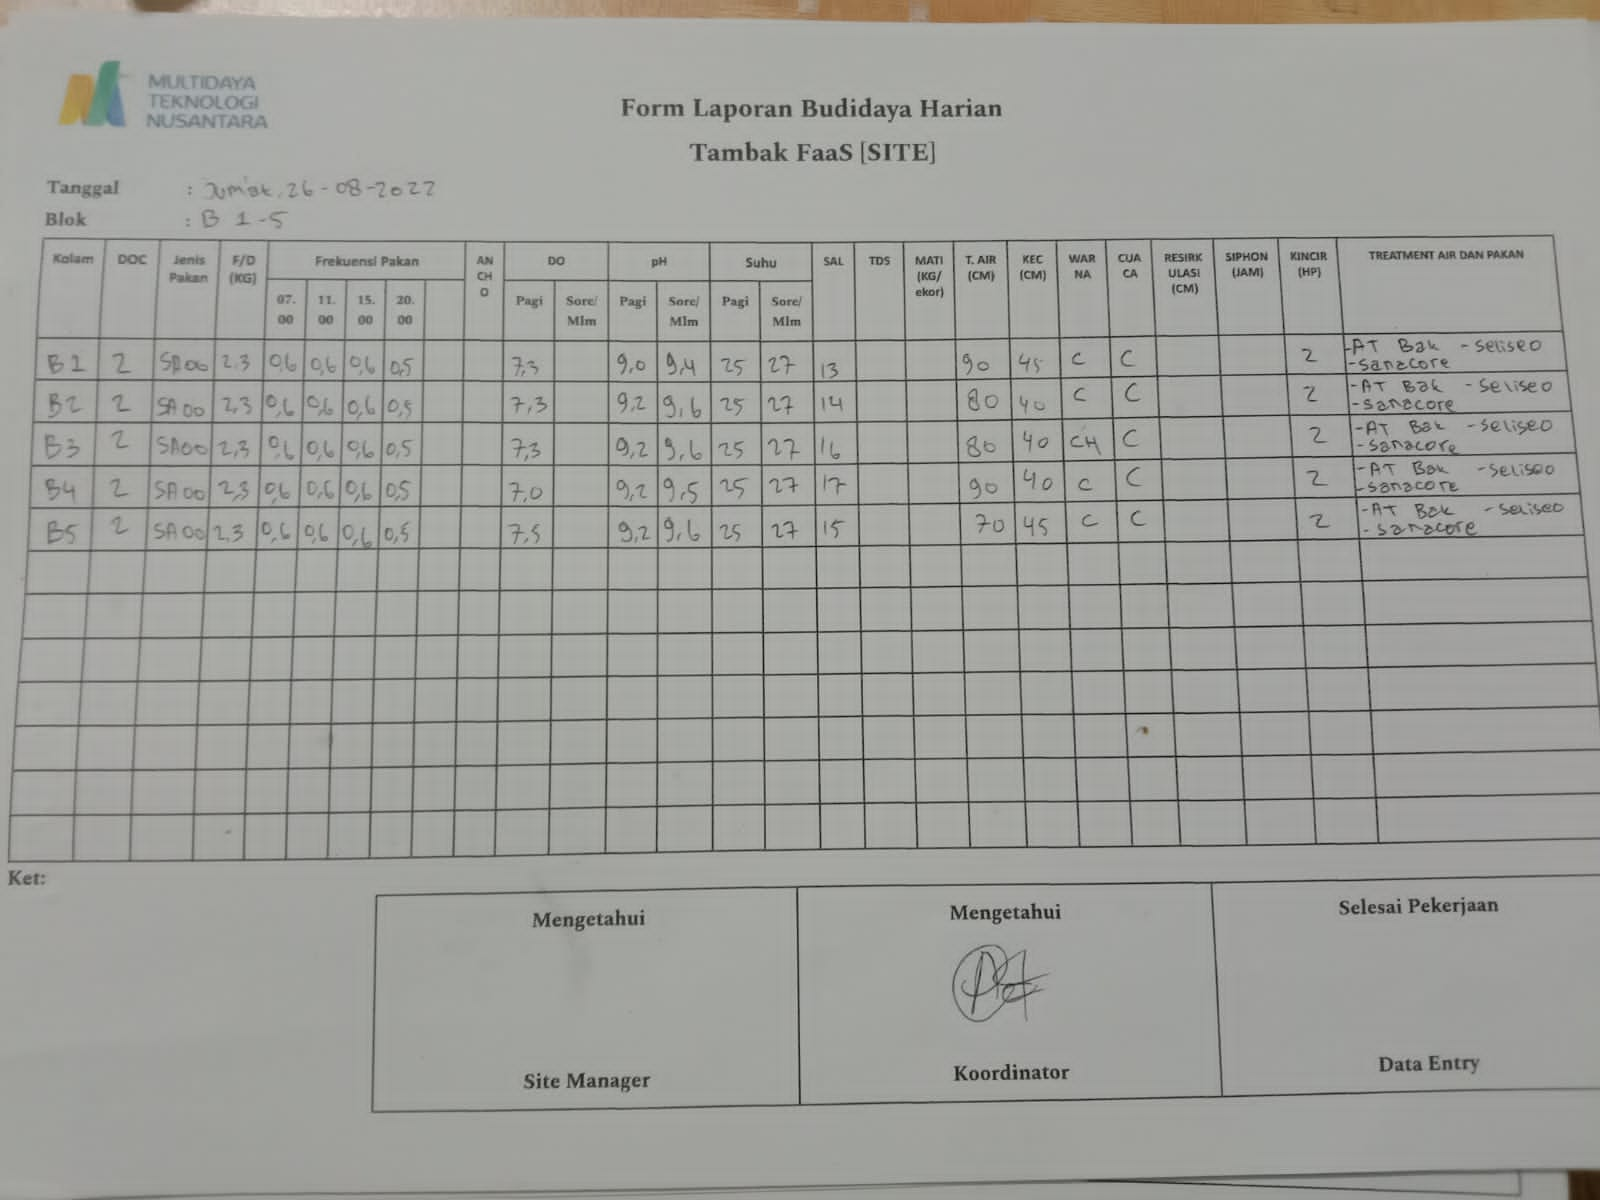 MULTIDAYA
TEKNOLOGI
NUSANTARA
Form Laporan Budidaya Harian
Tambak FaaS [SITE]
Tanggal : Jum'at, 26-08-2022
Blok : B 1-5
Kolam DOC Jenis Pakan F/D (KG) Frekuensi Pakan AN CH O DO pH Suhu SAL TDS MATI (KG/ ekor) T. AIR (CM) KEC (CM) WAR NA CUA CA RESIRK ULASI (CM) SIPHON (JAM) KINCIR (HP) TREATMENT AIR DAN PAKAN
07. 00 11. 00 15. 00 20. 00 Pagi Sore/ Mlm Pagi Sore/ Mlm Pagi Sore/ Mlm
B1 2 SA00 2,3 0,6 0,6 0,6 0,5 7,3 9,0 9,4 25 27 13 90 45 C C 2 -AT Bak -seliseo
-sanacore
B2 2 SA00 2,3 0,6 0,6 0,6 0,5 7,3 9,2 9,6 25 27 14 80 40 C C 2 -AT Bak -seliseo
-sanacore
B3 2 SA00 2,3 0,6 0,6 0,6 0,5 7,3 9,2 9,6 25 27 16 80 40 CH C 2 -AT Bak -seliseo
-sanacore
B4 2 SA00 2,3 0,6 0,6 0,6 0,5 7,0 9,2 9,5 25 27 17 90 40 C C 2 -AT Bak -seliseo
-sanacore
B5 2 SA00 2,3 0,6 0,6 0,6 0,5 7,5 9,2 9,6 25 27 15 70 45 C C 2 -AT Bak -seliseo
-sanacore
Ket:
Mengetahui Mengetahui Selesai Pekerjaan
Site Manager Koordinator Data Entry